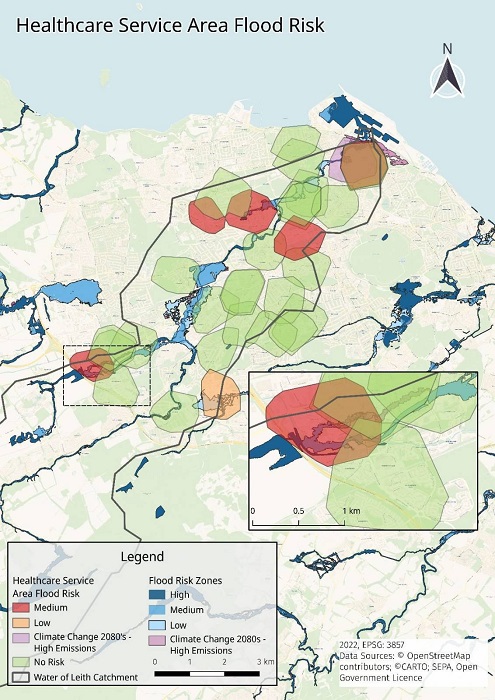 Healthcare Service Area Flood Risk
N
0 0.5 1 km
Legend
Healthcare Service
Area Flood Risk
Medium
Low
Climate Change 2080's -
High Emissions
No Risk
Water of Leith Catchment
Flood Risk Zones
High
Medium
Low
Climate Change 2080s -
High Emissions
0 1 2 3 km
2022, EPSG: 3857
Data Sources: © OpenStreetMap
contributors; ©CARTO; SEPA, Open
Government Licence